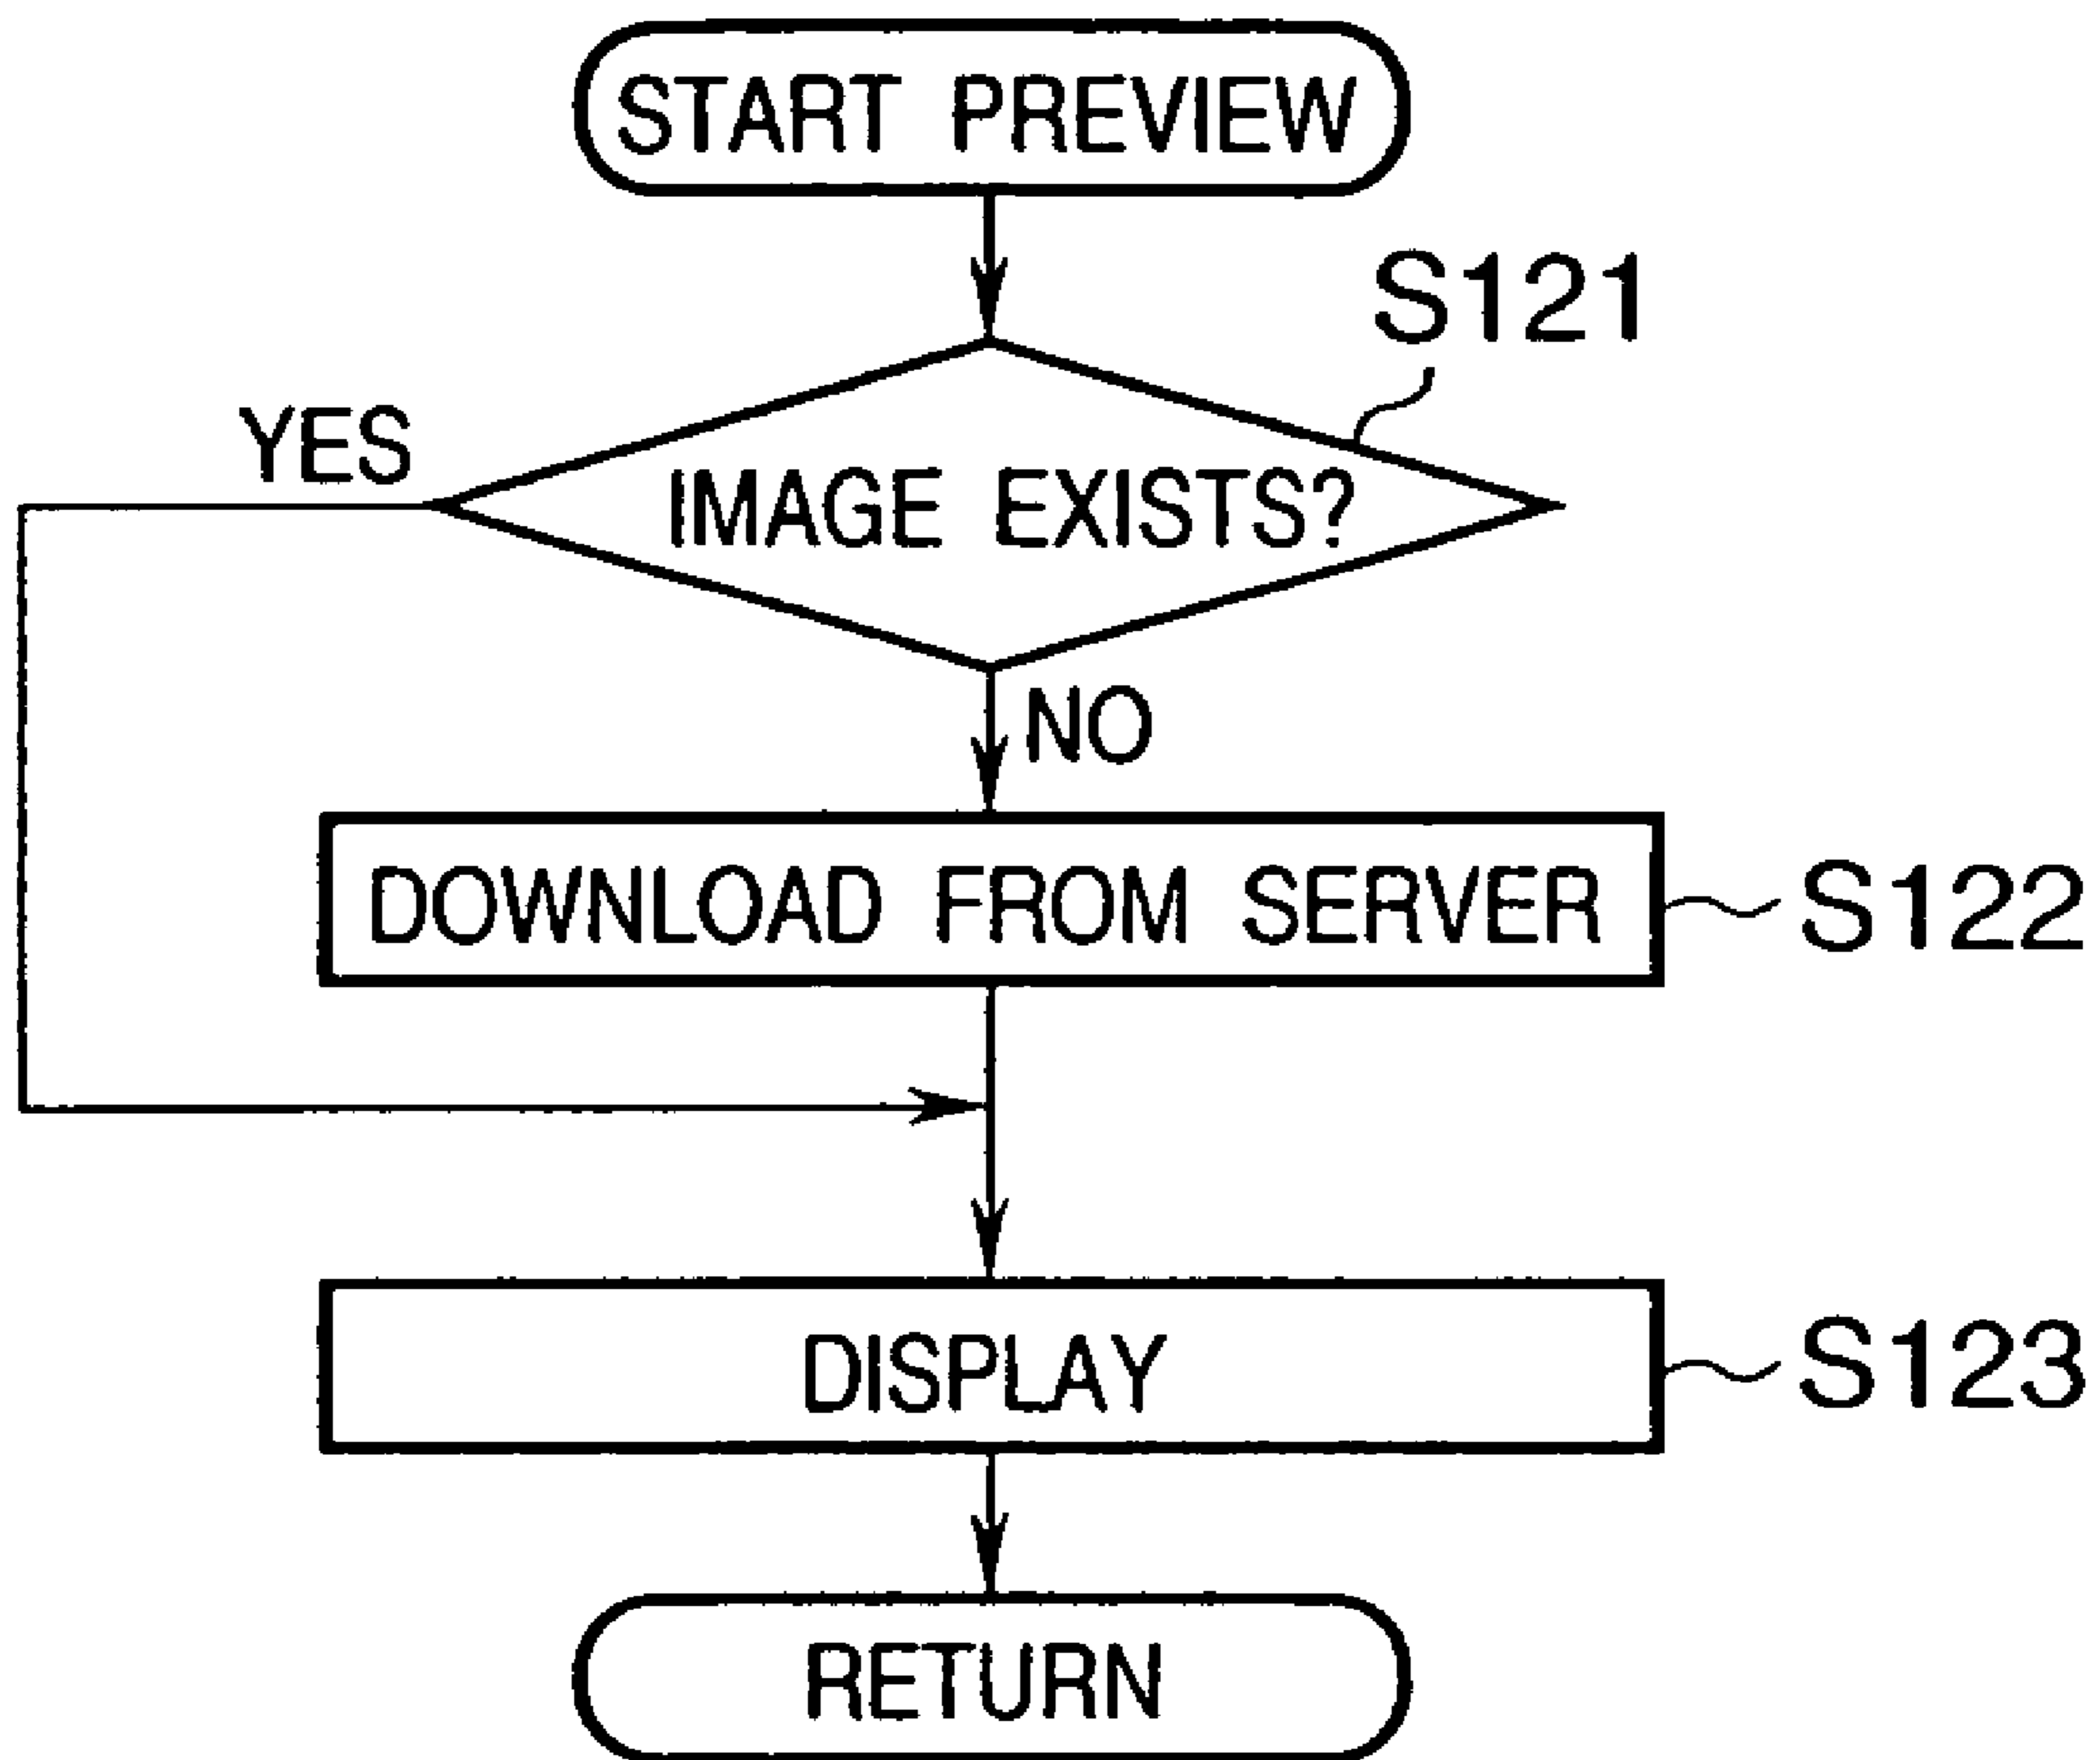 START PREVIEW
S121
YES
IMAGE EXISTS?
NO
DOWNLOAD FROM SERVER
S122
DISPLAY
S123
RETURN